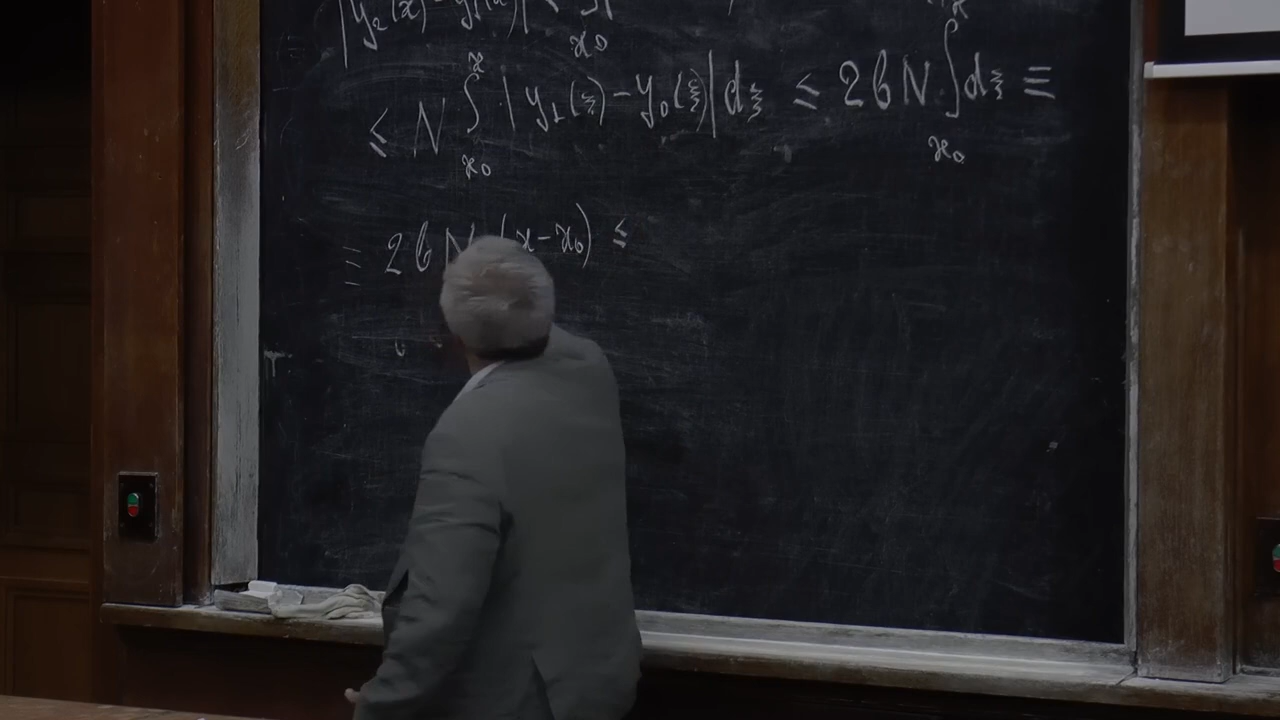 |y₂(x) - y₁(x)| ≤ ∫_{x₀}
≤ N ∫_{x₀}^{x} |y₁(ξ) - y₀(ξ)| dξ ≤ 2bN ∫_{x₀}^{x} dξ ≡
≡ 2bN (x - x₀) ≤